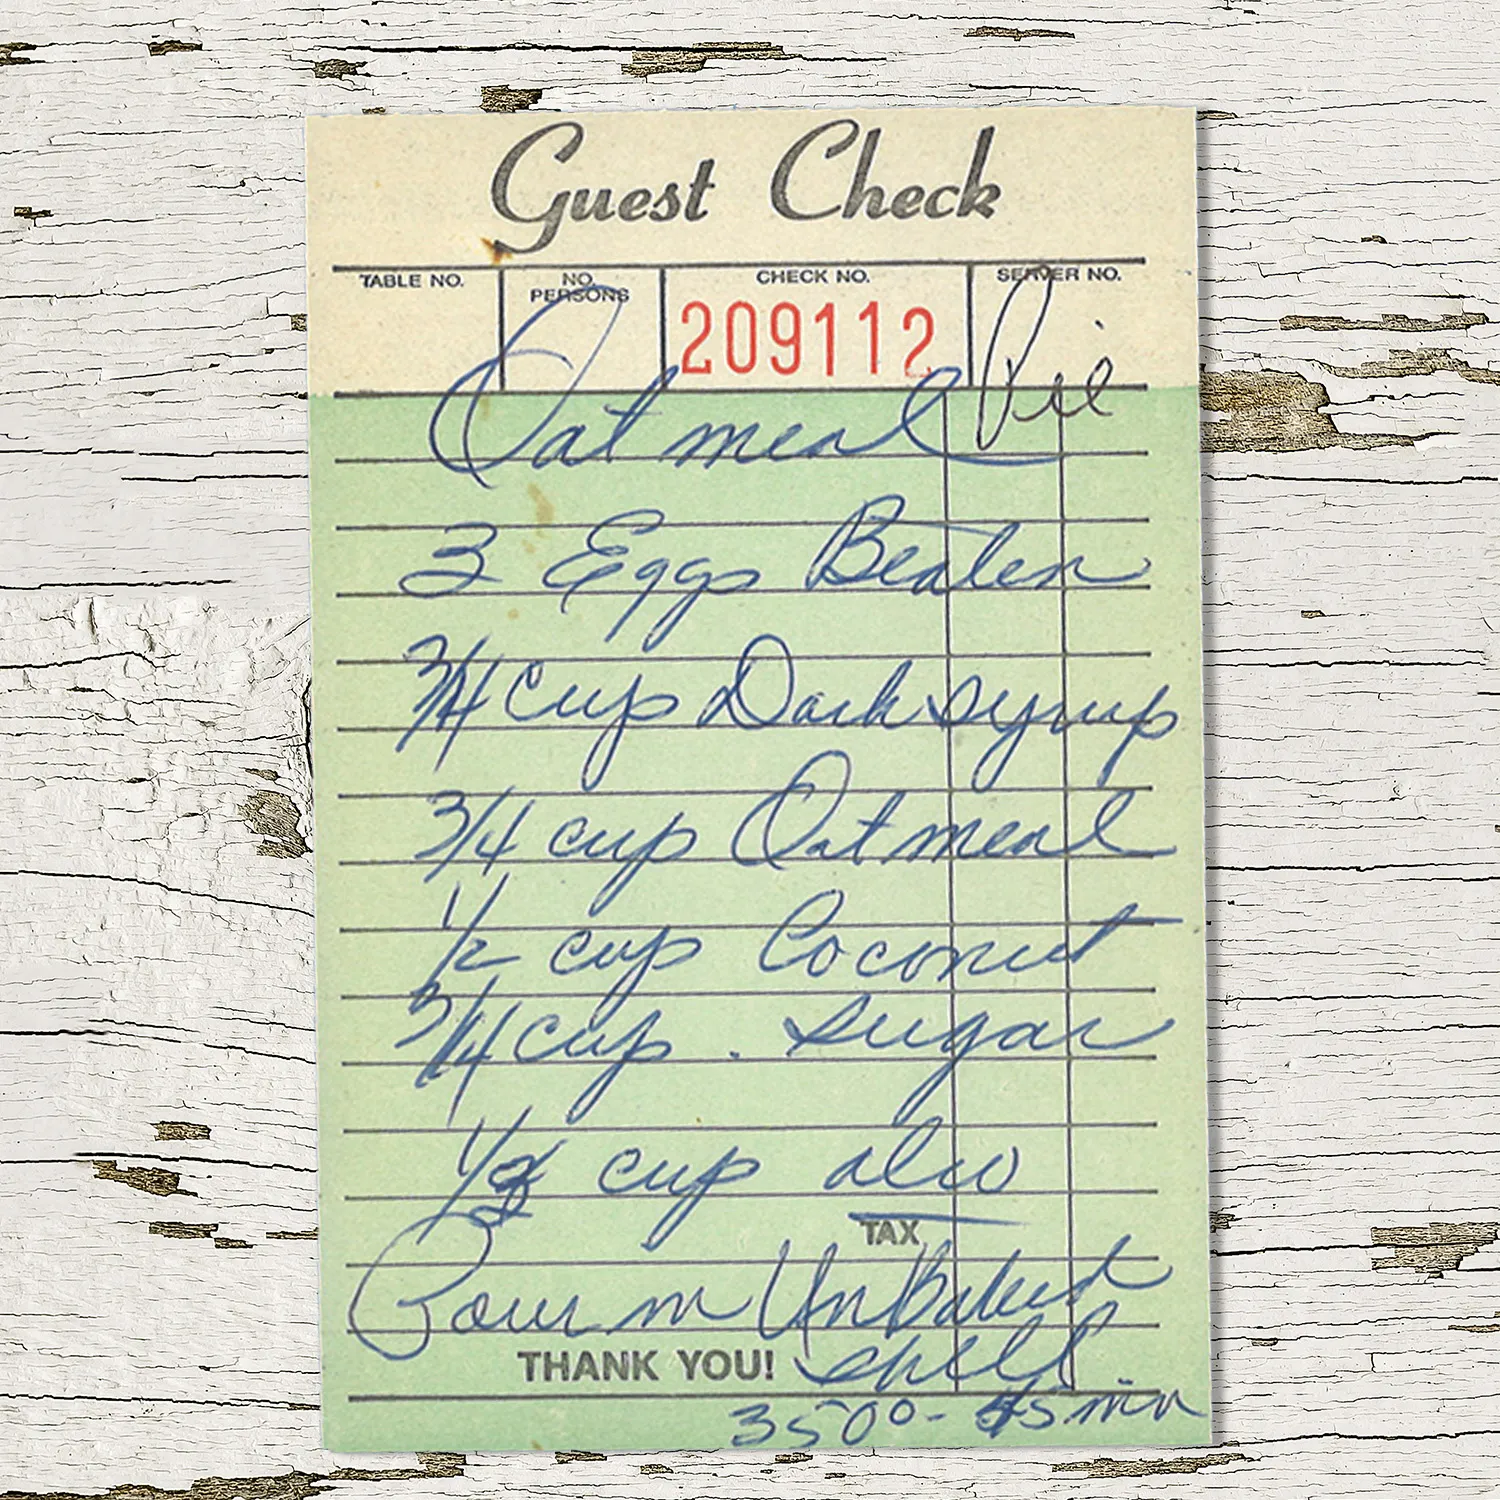 Guest Check
TABLE NO. NO. PERSONS CHECK NO. SERVER NO.
209112
Oatmeal Pie
3 Eggs Beaten
3/4 cup Dark syrup
3/4 cup Oatmeal
1/2 cup Coconut
3/4 cup . sugar
cup oleo
TAX
Pour in UnBaked
THANK YOU! shell
350° - 45 min